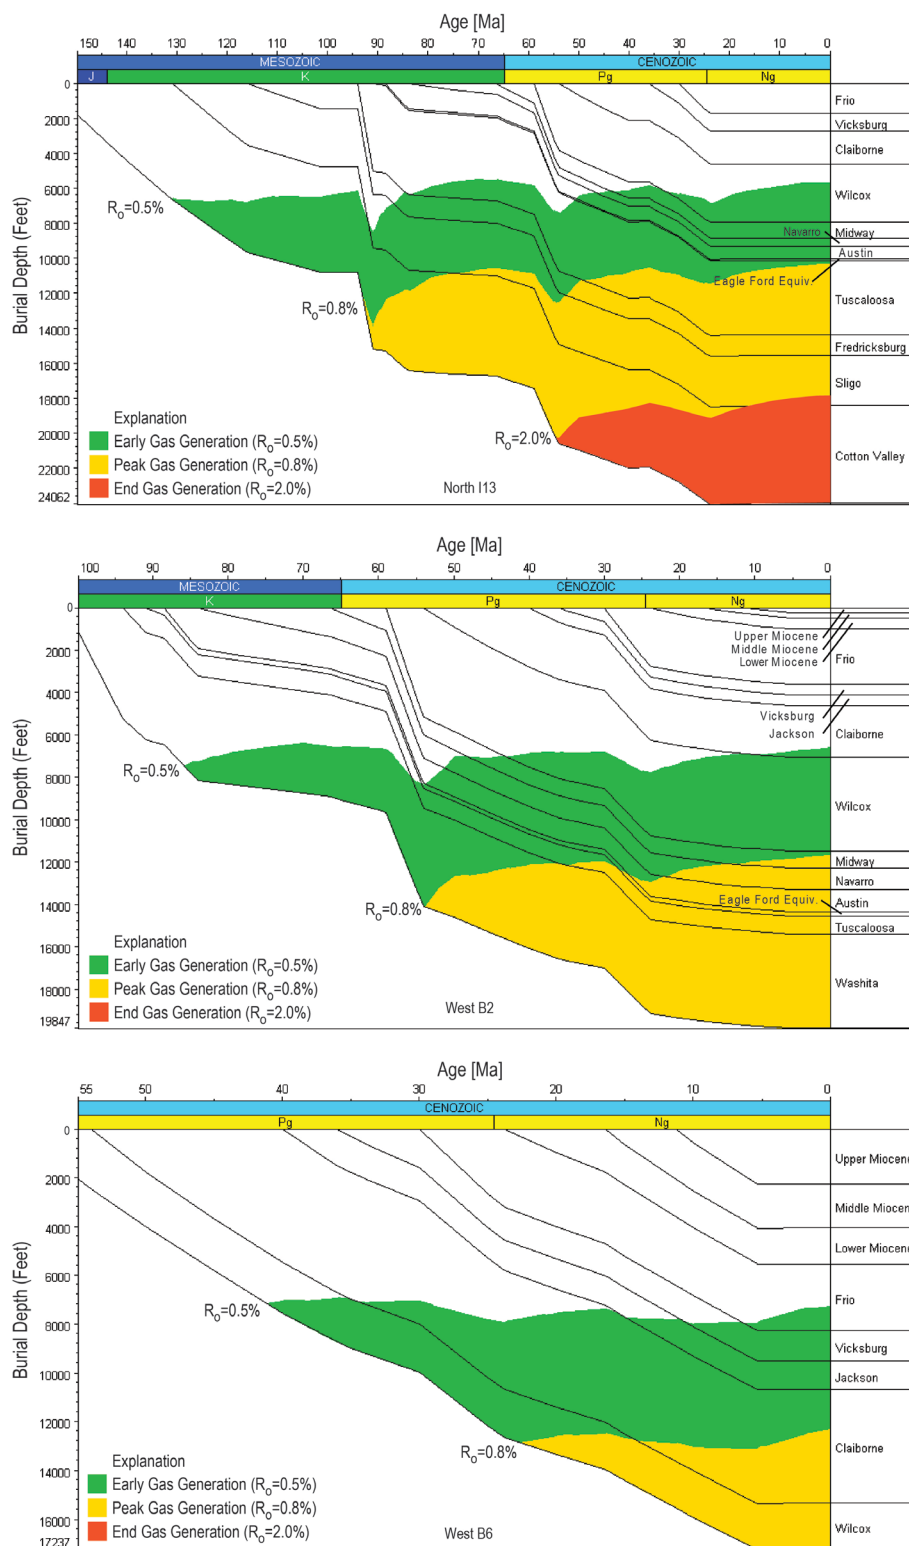 Age [Ma]
150 140 130 120 110 100 90 80 70 60 50 40 30 20 10 0
MESOZOIC CENOZOIC
J K Pg Ng
Burial Depth (Feet)
0
2000
4000
6000
8000
10000
12000
14000
16000
18000
20000
22000
24062
Frio
Vicksburg
Claiborne
Wilcox
Navarro
Midway
Austin
Eagle Ford Equiv.
Tuscaloosa
Fredricksburg
Sligo
Cotton Valley
Ro=0.5%
Ro=0.8%
Ro=2.0%
Explanation
Early Gas Generation (Ro=0.5%)
Peak Gas Generation (Ro=0.8%)
End Gas Generation (Ro=2.0%)
North I13
Age [Ma]
100 90 80 70 60 50 40 30 20 10 0
MESOZOIC CENOZOIC
K Pg Ng
Burial Depth (Feet)
0
2000
4000
6000
8000
10000
12000
14000
16000
18000
19847
Upper Miocene
Middle Miocene
Lower Miocene
Frio
Vicksburg
Jackson
Claiborne
Wilcox
Midway
Navarro
Eagle Ford Equiv.
Austin
Tuscaloosa
Washita
Ro=0.5%
Ro=0.8%
Explanation
Early Gas Generation (Ro=0.5%)
Peak Gas Generation (Ro=0.8%)
End Gas Generation (Ro=2.0%)
West B2
Age [Ma]
55 50 40 30 20 10 0
CENOZOIC
Pg Ng
Burial Depth (Feet)
0
2000
4000
6000
8000
10000
12000
14000
16000
17237
Upper Miocene
Middle Miocene
Lower Miocene
Frio
Vicksburg
Jackson
Claiborne
Wilcox
Ro=0.5%
Ro=0.8%
Explanation
Early Gas Generation (Ro=0.5%)
Peak Gas Generation (Ro=0.8%)
End Gas Generation (Ro=2.0%)
West B6